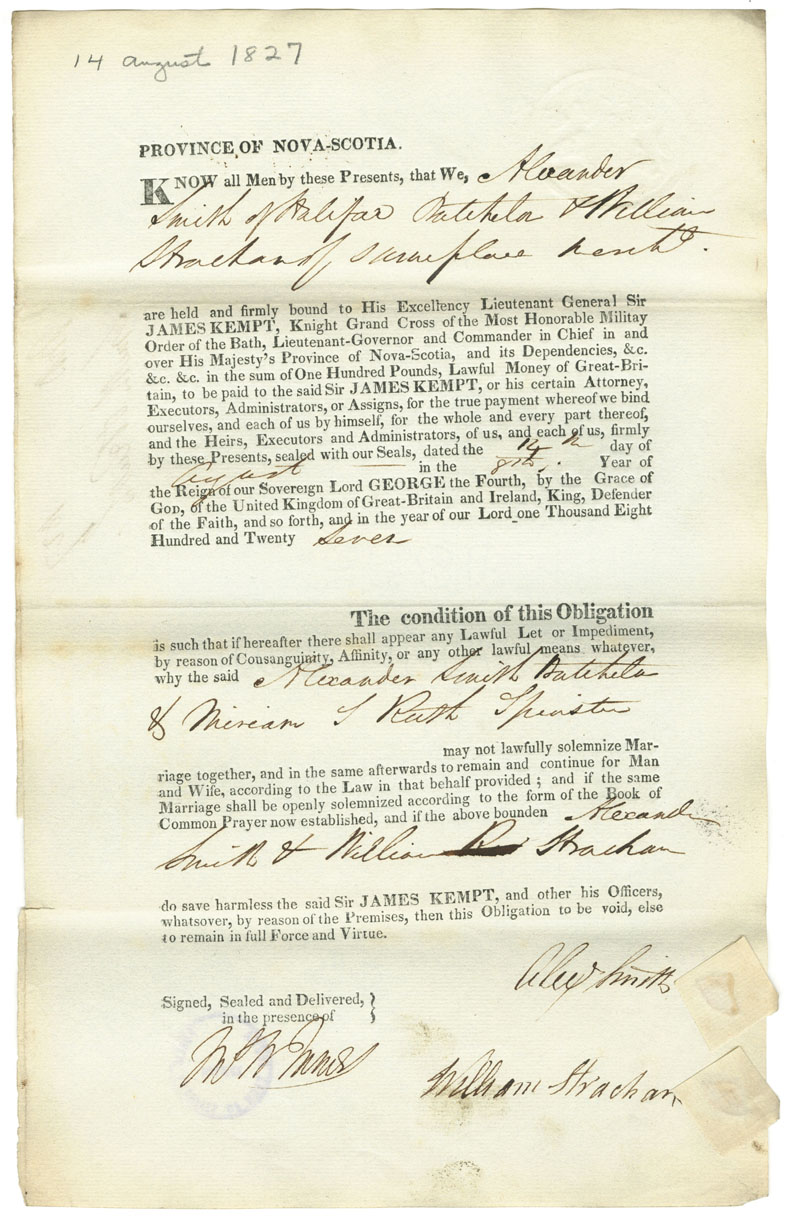 14 august 1827
PROVINCE OF NOVA-SCOTIA.
KNOW all Men by these Presents, that We, Alexander
Smith of Halifax Batchelor & William
Strachan of same place
are held and firmly bound to His Excellency Lieutenant General Sir
JAMES KEMPT, Knight Grand Cross of the Most Honorable Militay
Order of the Bath, Lieutenant-Governor and Commander in Chief in and
over His Majesty's Province of Nova-Scotia, and its Dependencies, &c.
&c. &c. in the sum of One Hundred Pounds, Lawful Money of Great-Bri-
tain, to be paid to the said Sir JAMES KEMPT, or his certain Attorney,
Executors, Administrators, or Assigns, for the true payment whereof we bind
ourselves, and each of us by himself, for the whole and every part thereof,
and the Heirs, Executors and Administrators, of us, and each of us, firmly
by these Presents, sealed with our Seals, dated the 14th day of
August in the 8th. Year of
the Reign of our Sovereign Lord GEORGE the Fourth, by the Grace of
GOD, of the United Kingdom of Great-Britain and Ireland, King, Defender
of the Faith, and so forth, and in the year of our Lord one Thousand Eight
Hundred and Twenty Seven
The condition of this Obligation
is such that if hereafter there shall appear any Lawful Let or Impediment,
by reason of Cousanguinity, Affinity, or any other lawful means whatever,
why the said Alexander Smith Batchelor
& Miriam S Ruth Spinster
may not lawfully solemnize Mar-
riage together, and in the same afterwards to remain and continue for Man
and Wife, according to the Law in that behalf provided ; and if the same
Marriage shall be openly solemnized according to the form of the Book of
Common Prayer now established, and if the above bounden Alexander
Smith & William Strachan
do save harmless the said Sir JAMES KEMPT, and other his Officers,
whatsover, by reason of the Premises, then this Obligation to be void, else
to remain in full Force and Virtue.
Alexr Smith
Signed, Sealed and Delivered, }
in the presence of
William Strachan